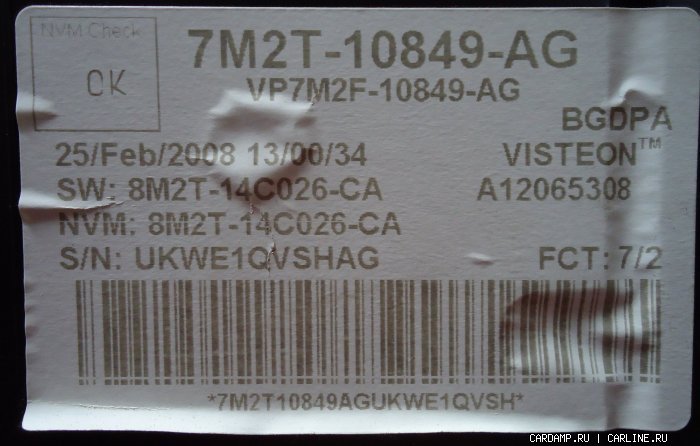 NVM Check
OK
7M2T-10849-AG
VP7M2F-10849-AG
BGDPA
25/Feb/2008 13/00/34 VISTEON™
SW: 8M2T-14C026-CA A12065308
NVM: 8M2T-14C026-CA
S/N: UKWE1QVSHAG FCT: 7/2
*7M2T10849AGUKWE1QVSH*
CARDAMP.RU / CARLINE.RU